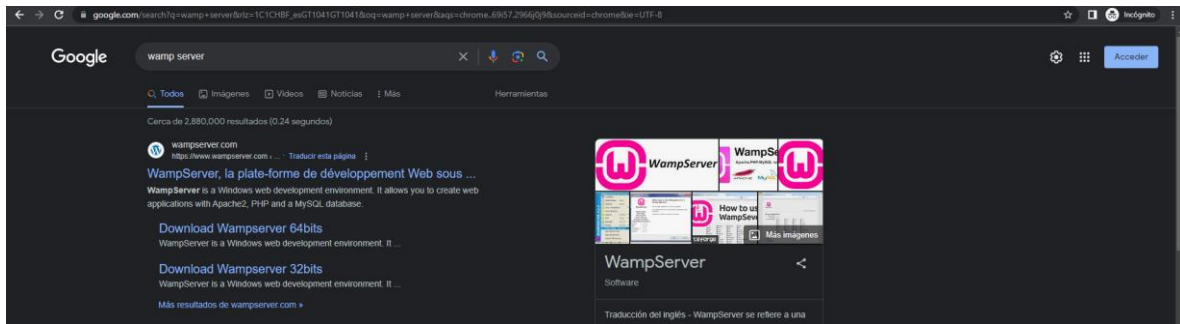 google.com/search?q=wamp+server&rlz=1C1CHBF_esGT1041GT1041&oq=wamp+server&aqs=chrome..69i57.2966j0j9&sourceid=chrome&ie=UTF-8
Incógnito
Google
wamp server
Acceder
Todos Imágenes Videos Noticias Más Herramientas
Cerca de 2,880,000 resultados (0.24 segundos)
wampserver.com
https://www.wampserver.com › ... · Traducir esta página
WampServer, la plate-forme de développement Web sous ...
WampServer is a Windows web development environment. It allows you to create web
applications with Apache2, PHP and a MySQL database.
Download Wampserver 64bits
WampServer is a Windows web development environment. It ...
Download Wampserver 32bits
WampServer is a Windows web development environment. It ...
Más resultados de wampserver.com »
WampServer
WampSe
Apache, PHP, MySQL
APACHE
How to us
WampServ
Más imágenes
WampServer
Software
Traducción del inglés - WampServer se refiere a una